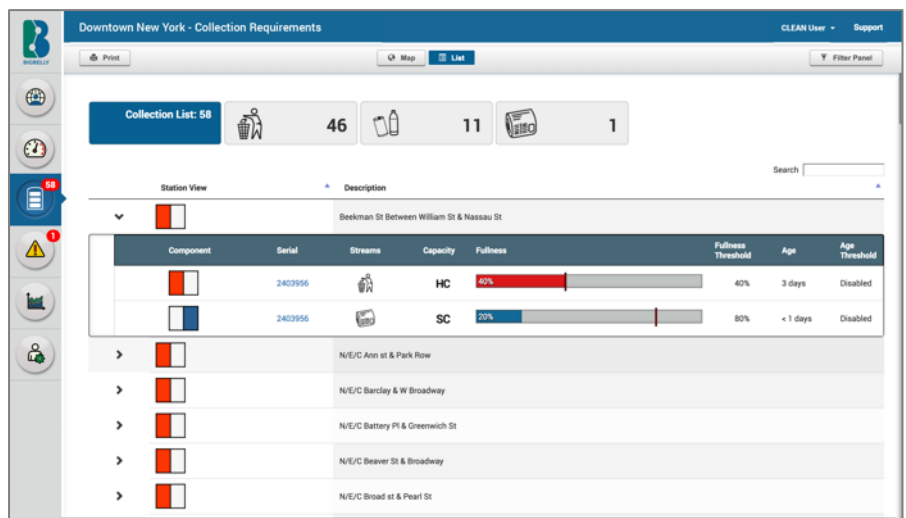 Downtown New York - Collection Requirements
CLEAN User
Support
BIGBELLY
Print
Map
List
Filter Panel
Collection List: 58
46
11
1
58
1
Search
Station View
Description
Beekman St Between William St & Nassau St
Component
Serial
Streams
Capacity
Fullness
Fullness Threshold
Age
Age Threshold
2403956
HC
40%
40%
3 days
Disabled
2403956
SC
20%
80%
< 1 days
Disabled
N/E/C Ann st & Park Row
N/E/C Barclay & W Broadway
N/E/C Battery Pl & Greenwich St
N/E/C Beaver St & Broadway
N/E/C Broad st & Pearl St